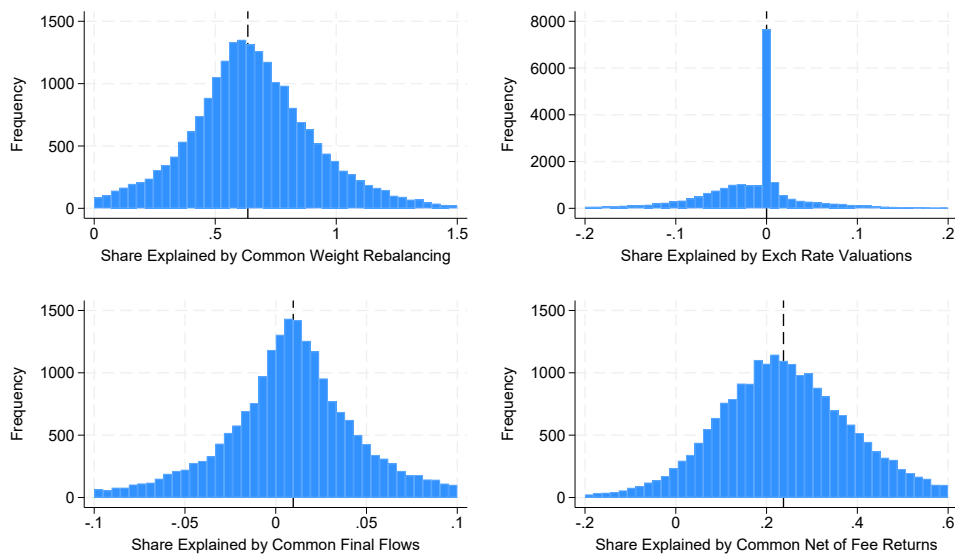 1500
1000
500
0
Frequency
0 .5 1 1.5
Share Explained by Common Weight Rebalancing
8000
6000
4000
2000
0
Frequency
-.2 -.1 0 .1 .2
Share Explained by Exch Rate Valuations
1500
1000
500
0
Frequency
-.1 -.05 0 .05 .1
Share Explained by Common Final Flows
1500
1000
500
0
Frequency
-.2 0 .2 .4 .6
Share Explained by Common Net of Fee Returns